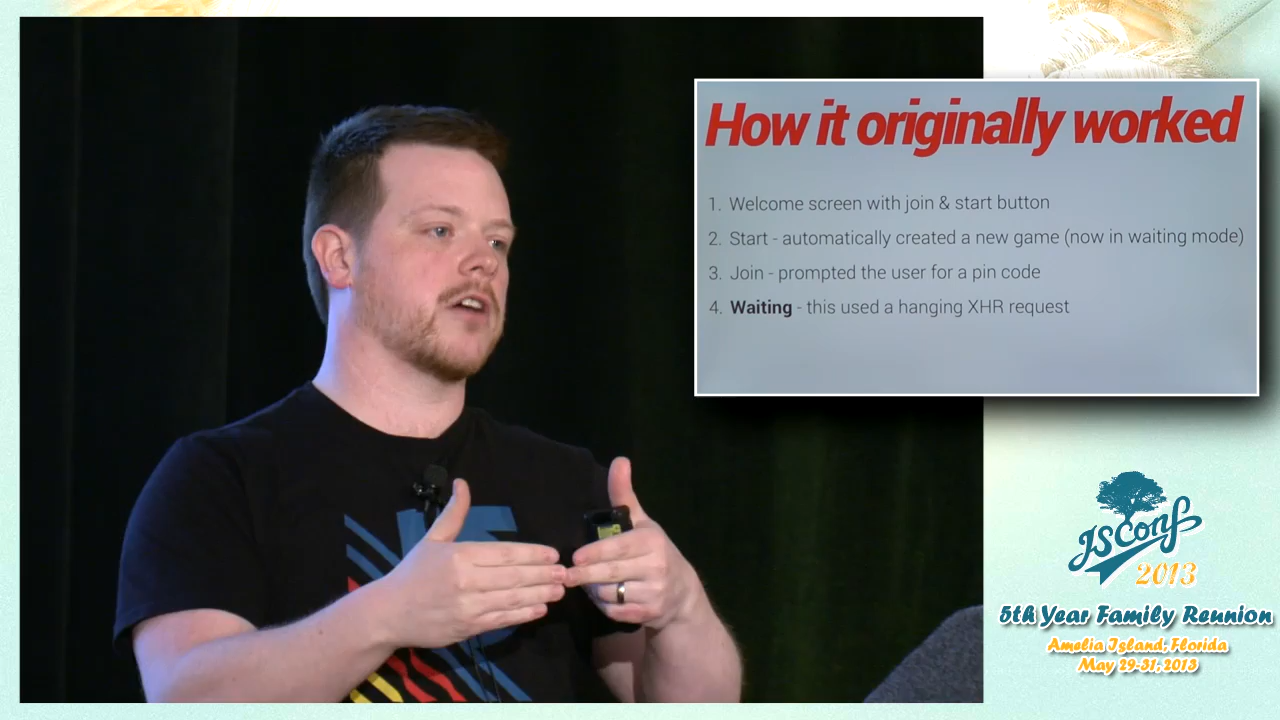 How it originally worked
1. Welcome screen with join & start button
2. Start - automatically created a new game (now in waiting mode)
3. Join - prompted the user for a pin code
4. Waiting - this used a hanging XHR request
JS
JSConf
2013
5th Year Family Reunion
Amelia Island, Florida
May 29-31, 2013